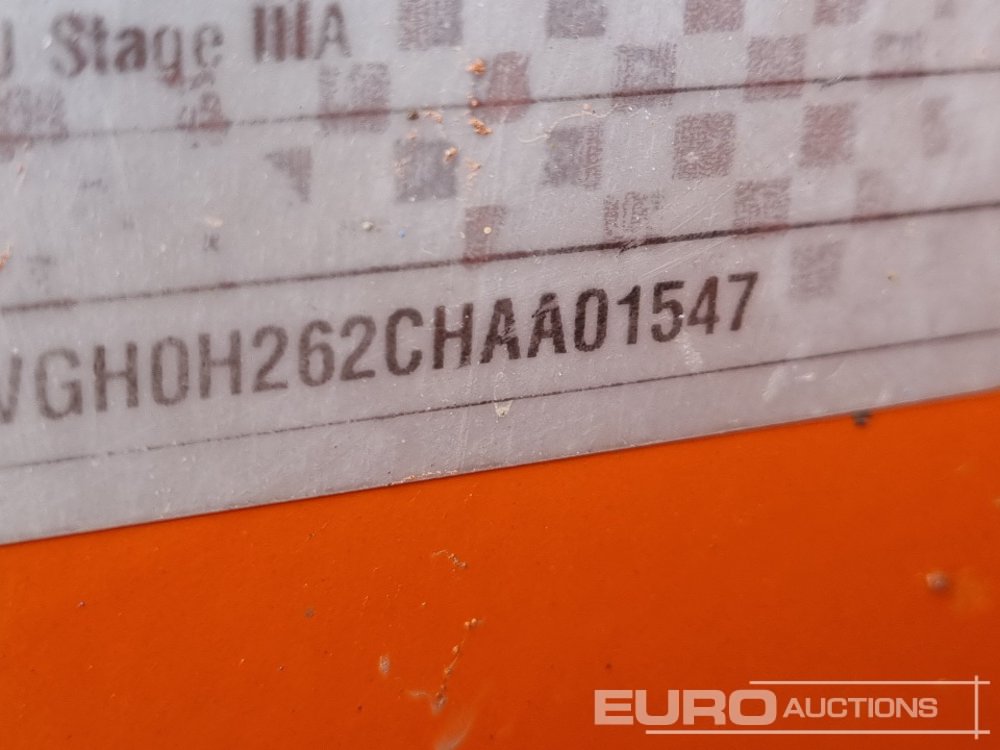 Stage IIIA
VGH0H262CHAA01547
EURO AUCTIONS